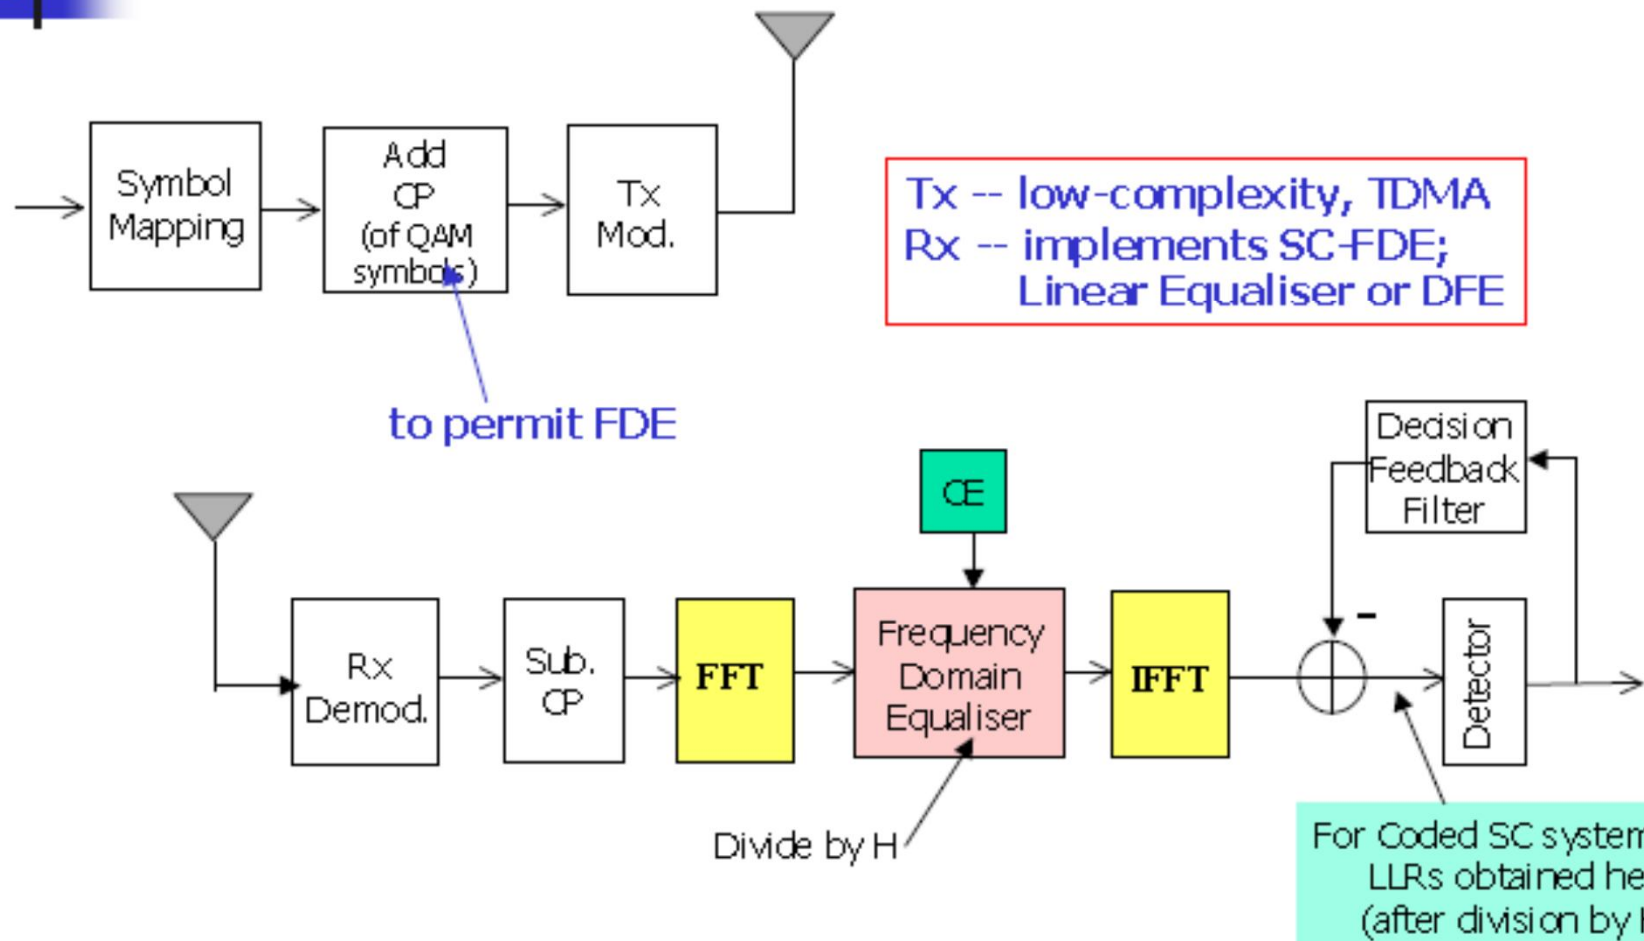 Symbol
Mapping
Add
CP
(of QAM
symbols)
Tx
Mod.
Tx -- low-complexity, TDMA
Rx -- implements SC-FDE;
Linear Equaliser or DFE
to permit FDE
Decision
Feedback
Filter
CE
Rx
Demod.
Sub.
CP
FFT
Frequency
Domain
Equaliser
IFFT
-
Detector
Divide by H
For Coded SC system
LLRs obtained he
(after division by